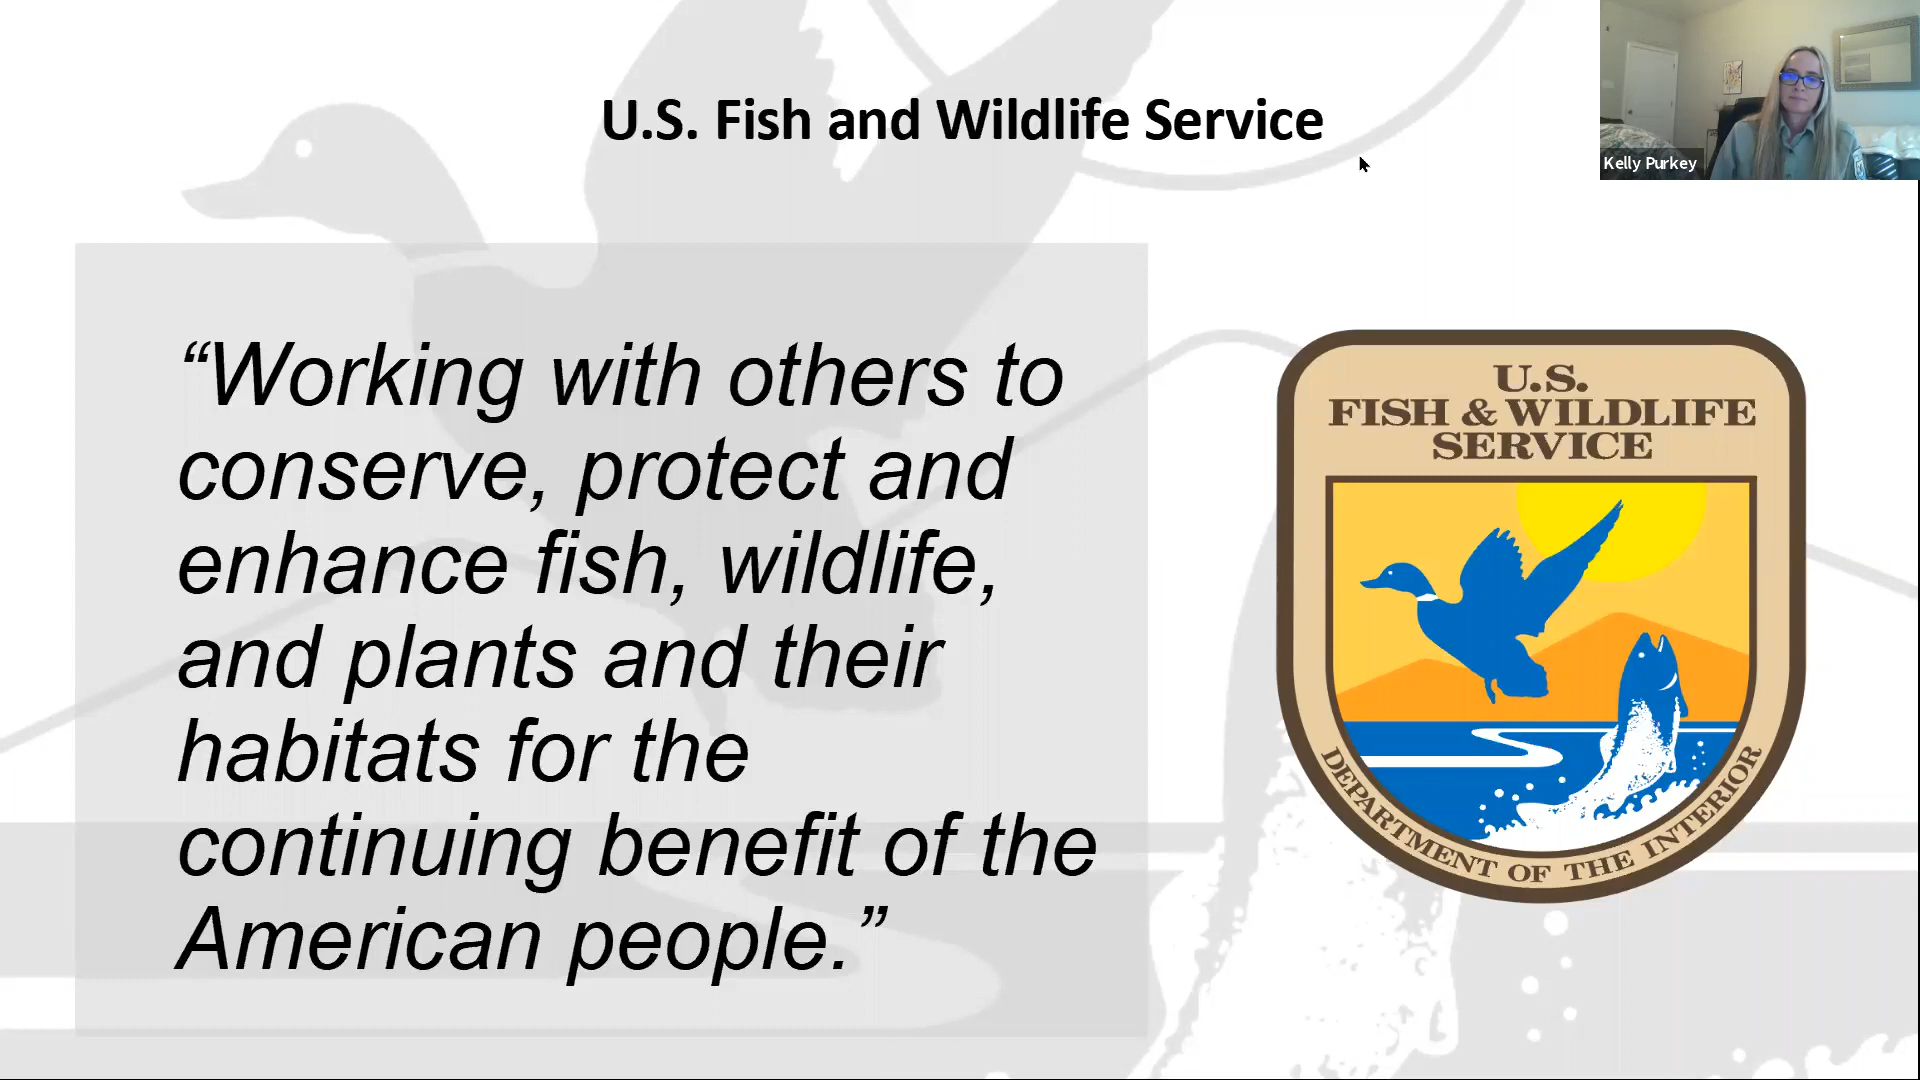 U.S. Fish and Wildlife Service
Kelly Purkey
“Working with others to
conserve, protect and
enhance fish, wildlife,
and plants and their
habitats for the
continuing benefit of the
American people.”
U.S.
FISH & WILDLIFE
SERVICE
DEPARTMENT OF THE INTERIOR